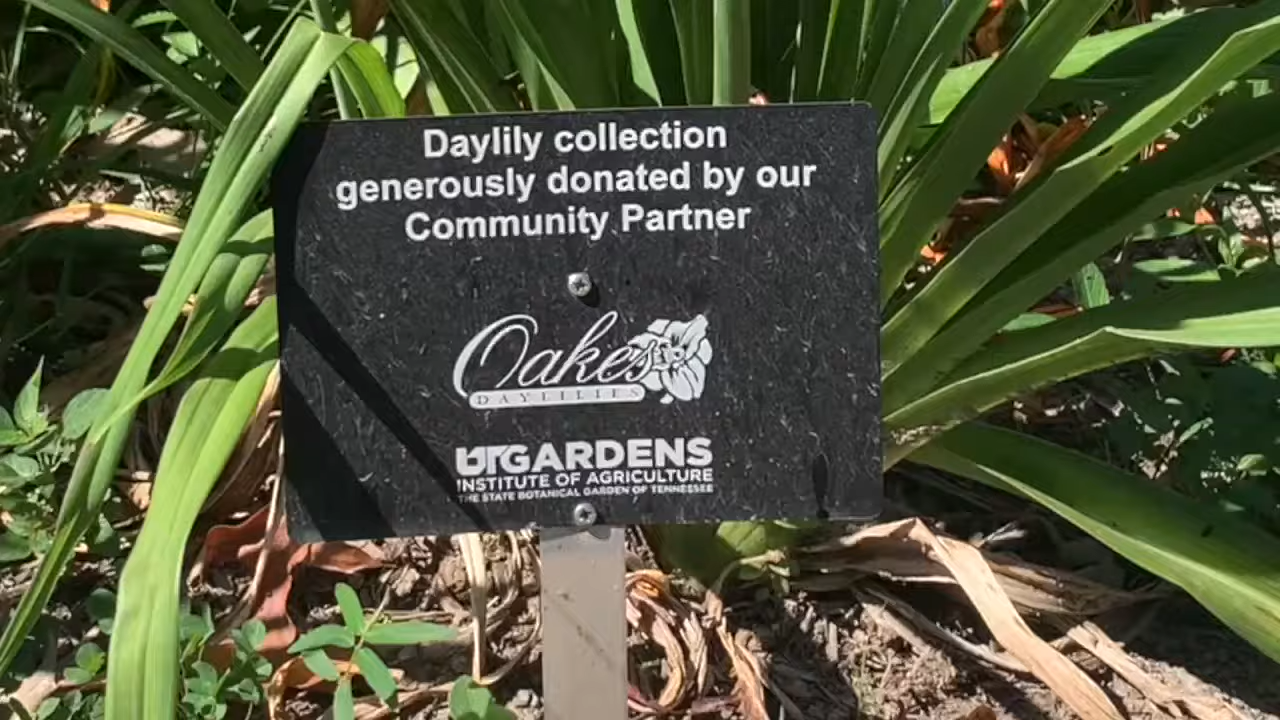 Daylily collection
generously donated by our
Community Partner
Oakes
DAYLILIES
UTGARDENS
INSTITUTE OF AGRICULTURE
THE STATE BOTANICAL GARDEN OF TENNESSEE